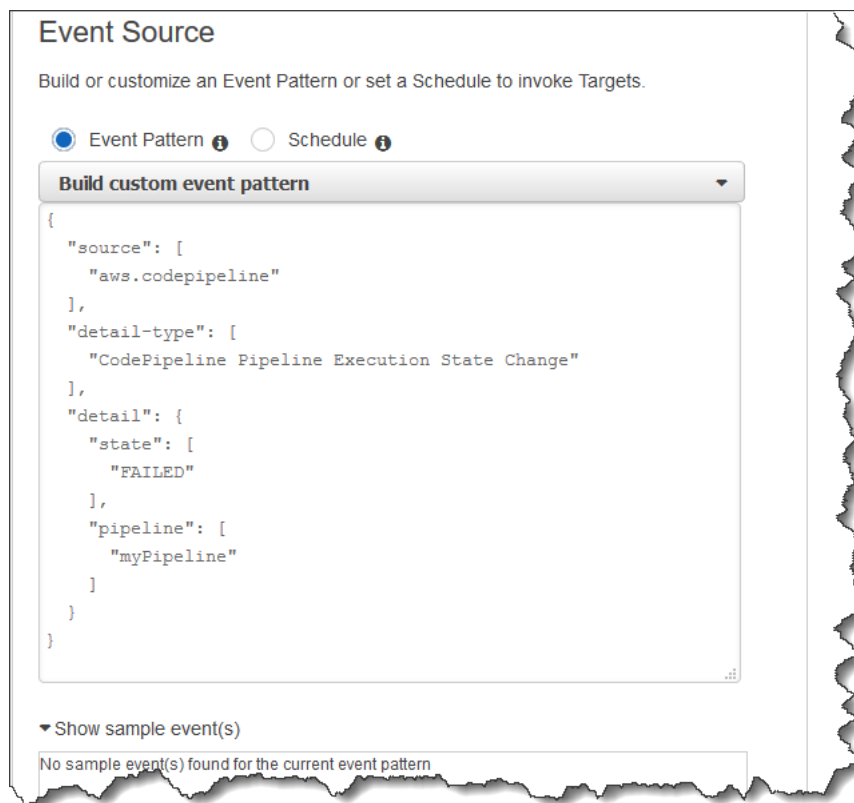 Event Source
Build or customize an Event Pattern or set a Schedule to invoke Targets.
Event Pattern Schedule
Build custom event pattern
{
  "source": [
    "aws.codepipeline"
  ],
  "detail-type": [
    "CodePipeline Pipeline Execution State Change"
  ],
  "detail": {
    "state": [
      "FAILED"
    ],
    "pipeline": [
      "myPipeline"
    ]
  }
}
Show sample event(s)
No sample event(s) found for the current event pattern